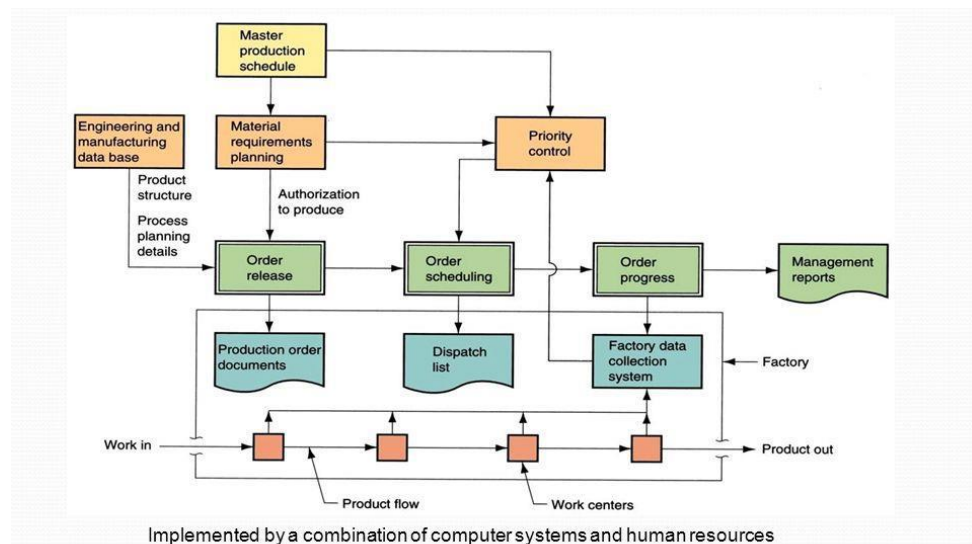 Master
production
schedule
Engineering and
manufacturing
data base
Material
requirements
planning
Priority
control
Product
structure
Authorization
to produce
Process
planning
details
Order
release
Order
scheduling
Order
progress
Management
reports
Production order
documents
Dispatch
list
Factory data
collection
system
Factory
Work in
Product out
Product flow
Work centers
Implemented by a combination of computer systems and human resources